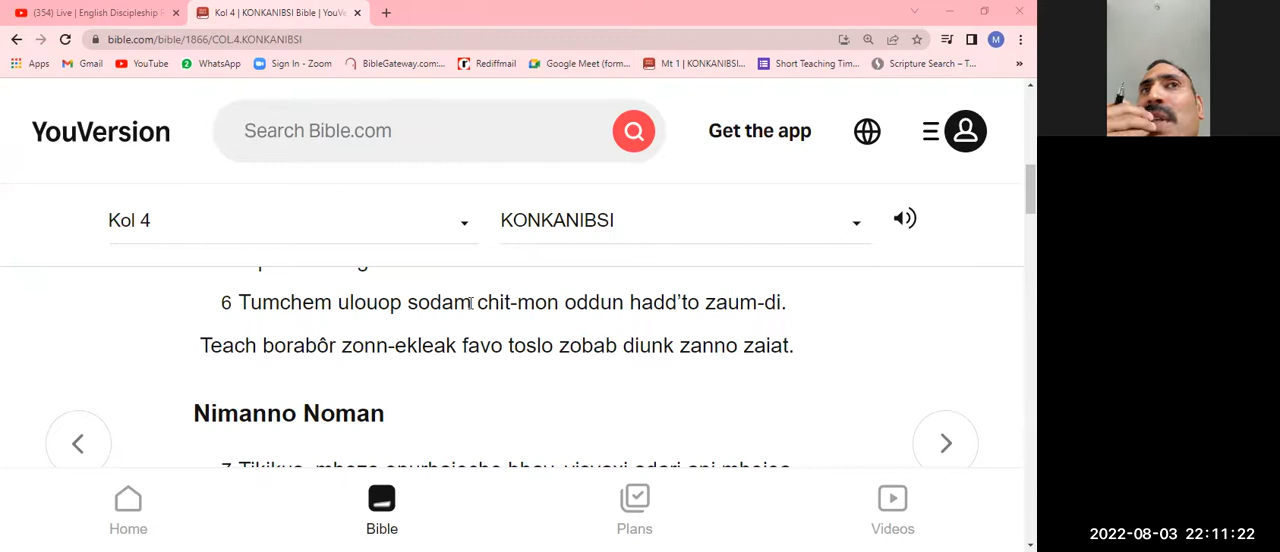 (354) Live | English Discipleship
Kol 4 | KONKANIBSI Bible | YouVe
bible.com/bible/1866/COL.4.KONKANIBSI
M
Apps Gmail YouTube WhatsApp Sign In - Zoom BibleGateway.com:... Rediffmail Google Meet (form... Mt 1 | KONKANIBSI... Short Teaching Tim... Scripture Search – T...
YouVersion
Search Bible.com
Get the app
Kol 4
KONKANIBSI
6 Tumchem ulouop sodam chit-mon oddun hadd’to zaum-di.
Teach borabôr zonn-ekleak favo toslo zobab diunk zanno zaiat.
Nimanno Noman
Home
Bible
Plans
Videos
2022-08-03 22:11:22